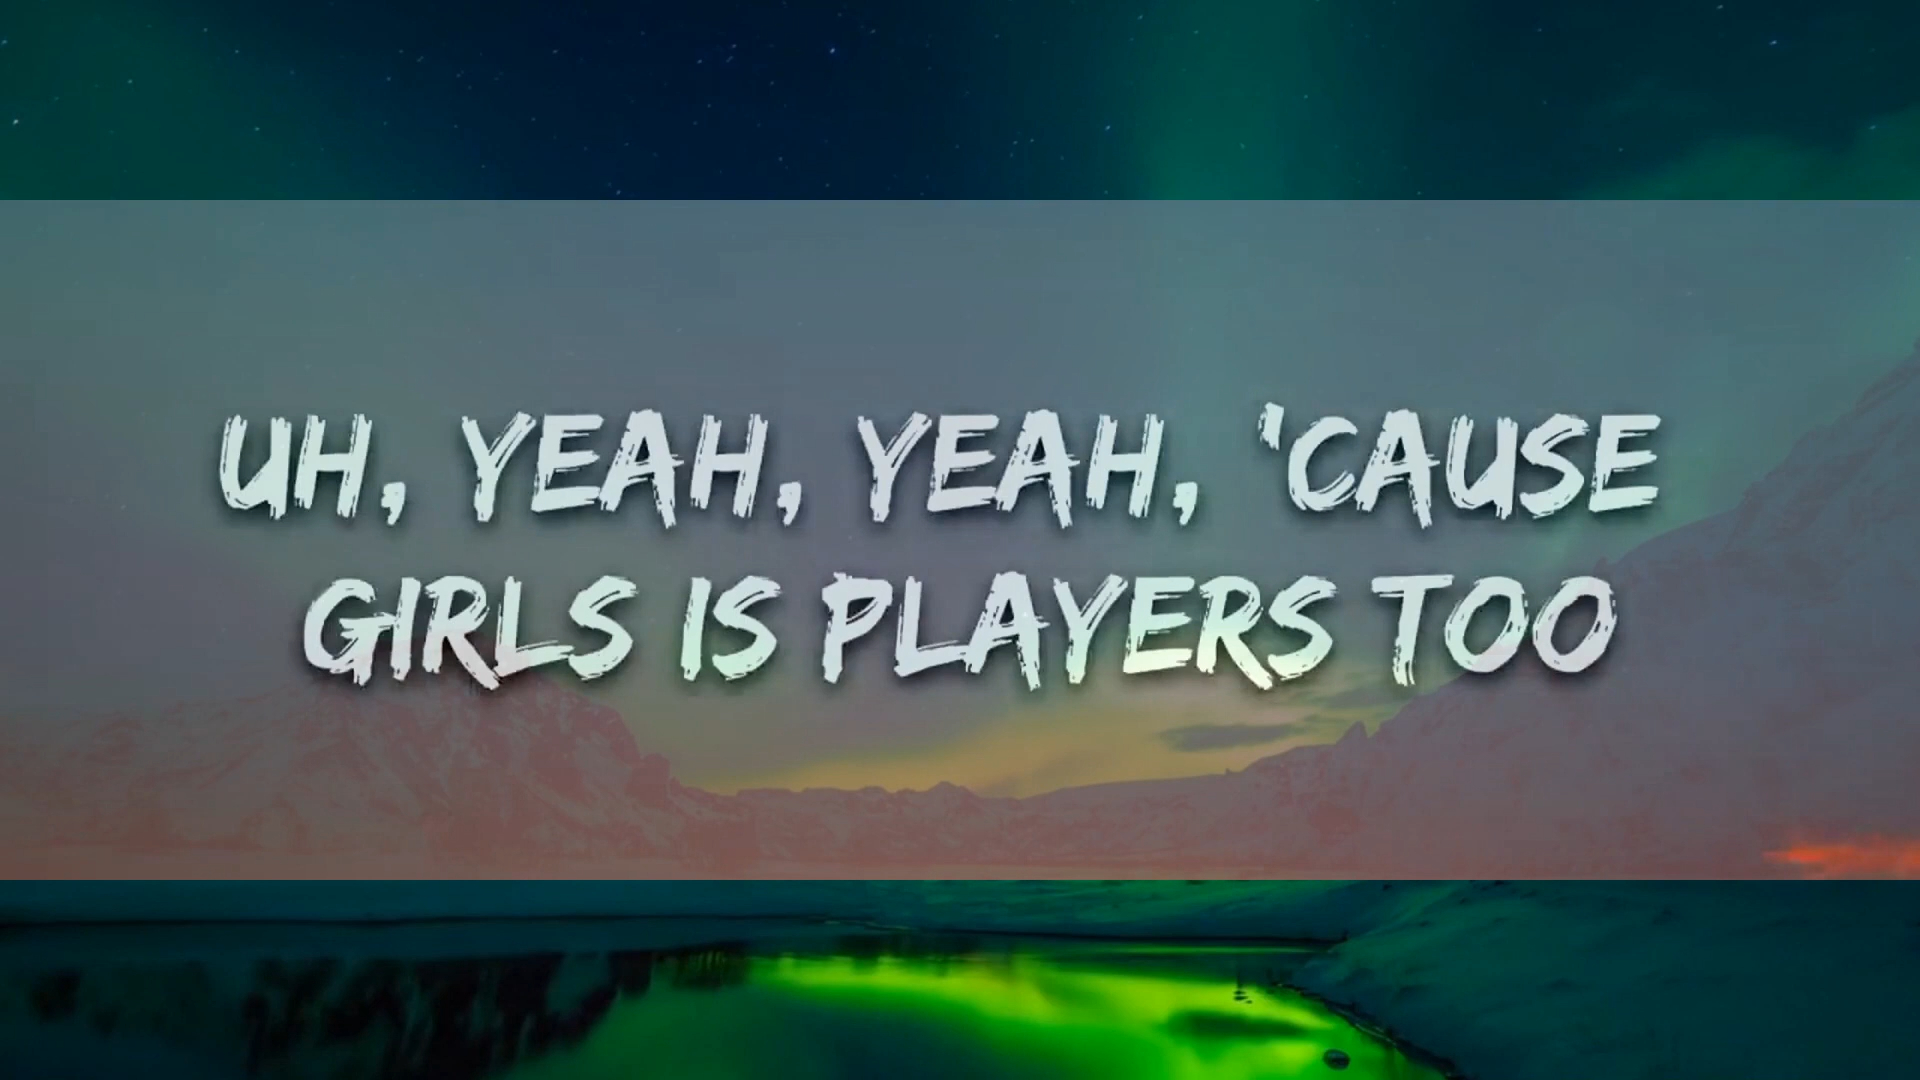 UH, YEAH, YEAH, 'CAUSE
GIRLS IS PLAYERS TOO